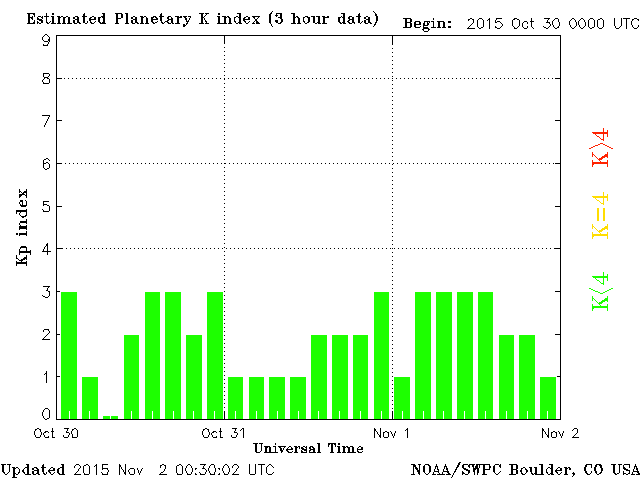 Estimated Planetary K index (3 hour data) Begin: 2015 Oct 30 0000 UTC
9
8
7
6
5
4
3
2
1
0
Kp index
K>4
K=4
K<4
Oct 30 Oct 31 Nov 1 Nov 2
Universal Time
Updated 2015 Nov 2 00:30:02 UTC NOAA/SWPC Boulder, CO USA